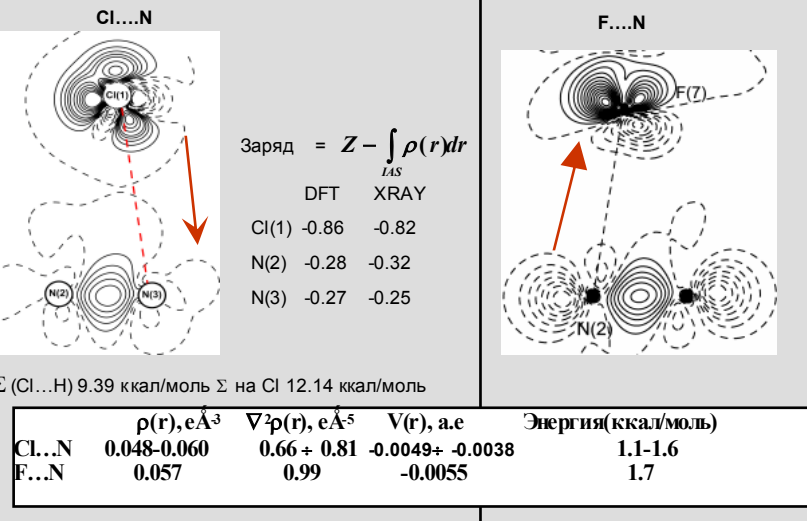 Cl….N
F….N
Cl(1)
F(7)
Заряд = Z − ∫ ρ(r)dr
IAS
DFT XRAY
Cl(1) -0.86 -0.82
N(2) -0.28 -0.32
N(3) -0.27 -0.25
N(2)
N(3)
N(2)
Σ (Cl…H) 9.39 ккал/моль Σ на Cl 12.14 ккал/моль
ρ(r), eÅ-3 ∇2ρ(r), eÅ-5 V(r), a.e Энергия(ккал/моль)
Cl…N 0.048-0.060 0.66 ÷ 0.81 -0.0049÷ -0.0038 1.1-1.6
F…N 0.057 0.99 -0.0055 1.7